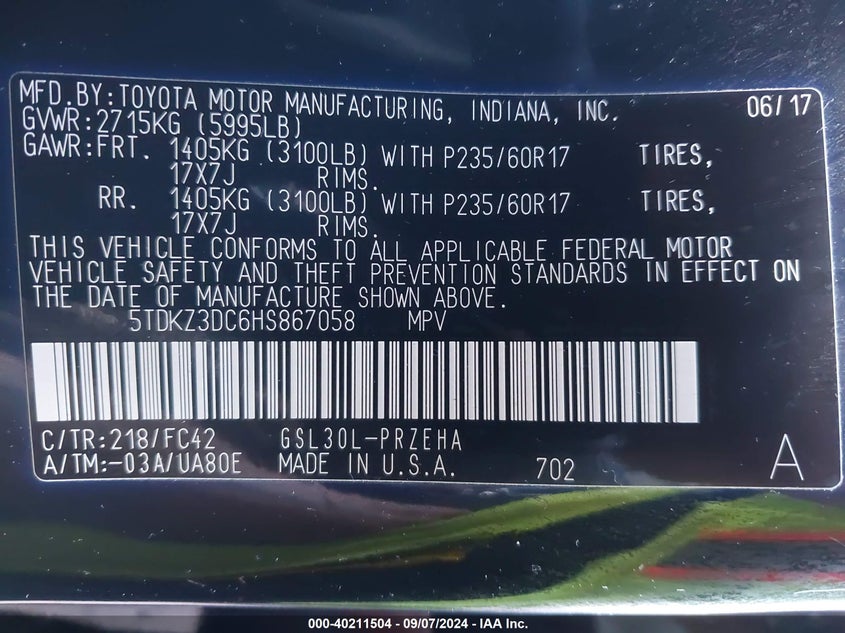 MFD.BY:TOYOTA MOTOR MANUFACTURING, INDIANA, INC. 06/17
GVWR:2715KG (5995LB)
GAWR:FRT. 1405KG (3100LB) WITH P235/60R17 TIRES,
17X7J RIMS.
RR. 1405KG (3100LB) WITH P235/60R17 TIRES,
17X7J RIMS.
THIS VEHICLE CONFORMS TO ALL APPLICABLE FEDERAL MOTOR
VEHICLE SAFETY AND THEFT PREVENTION STANDARDS IN EFFECT ON
THE DATE OF MANUFACTURE SHOWN ABOVE.
5TDKZ3DC6HS867058 MPV
C/TR:218/FC42 GSL30L-PRZEHA
A/TM:-03A/UA80E MADE IN U.S.A. 702 A
000-40211504 - 09/07/2024 - IAA Inc.